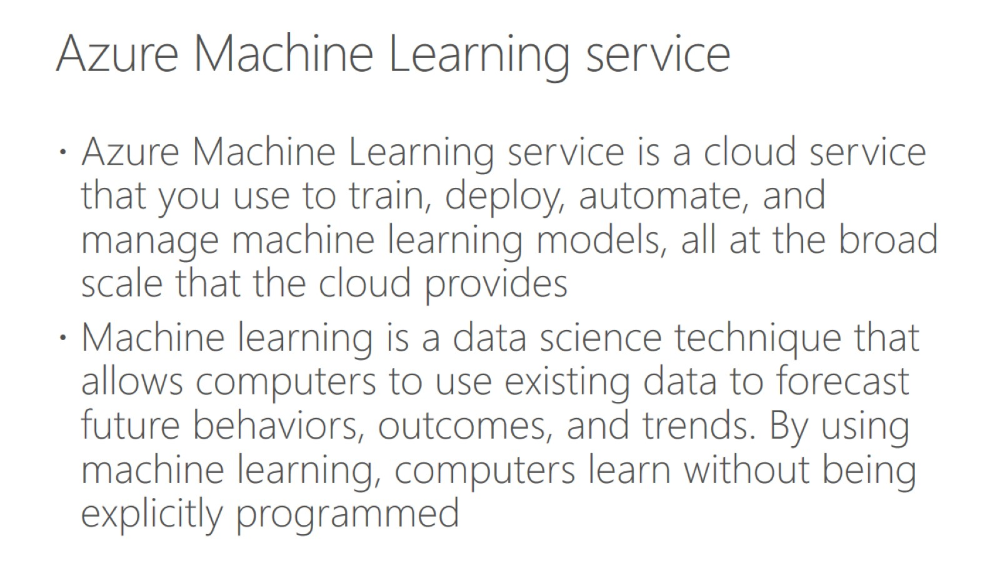 Azure Machine Learning service
• Azure Machine Learning service is a cloud service
that you use to train, deploy, automate, and
manage machine learning models, all at the broad
scale that the cloud provides
• Machine learning is a data science technique that
allows computers to use existing data to forecast
future behaviors, outcomes, and trends. By using
machine learning, computers learn without being
explicitly programmed